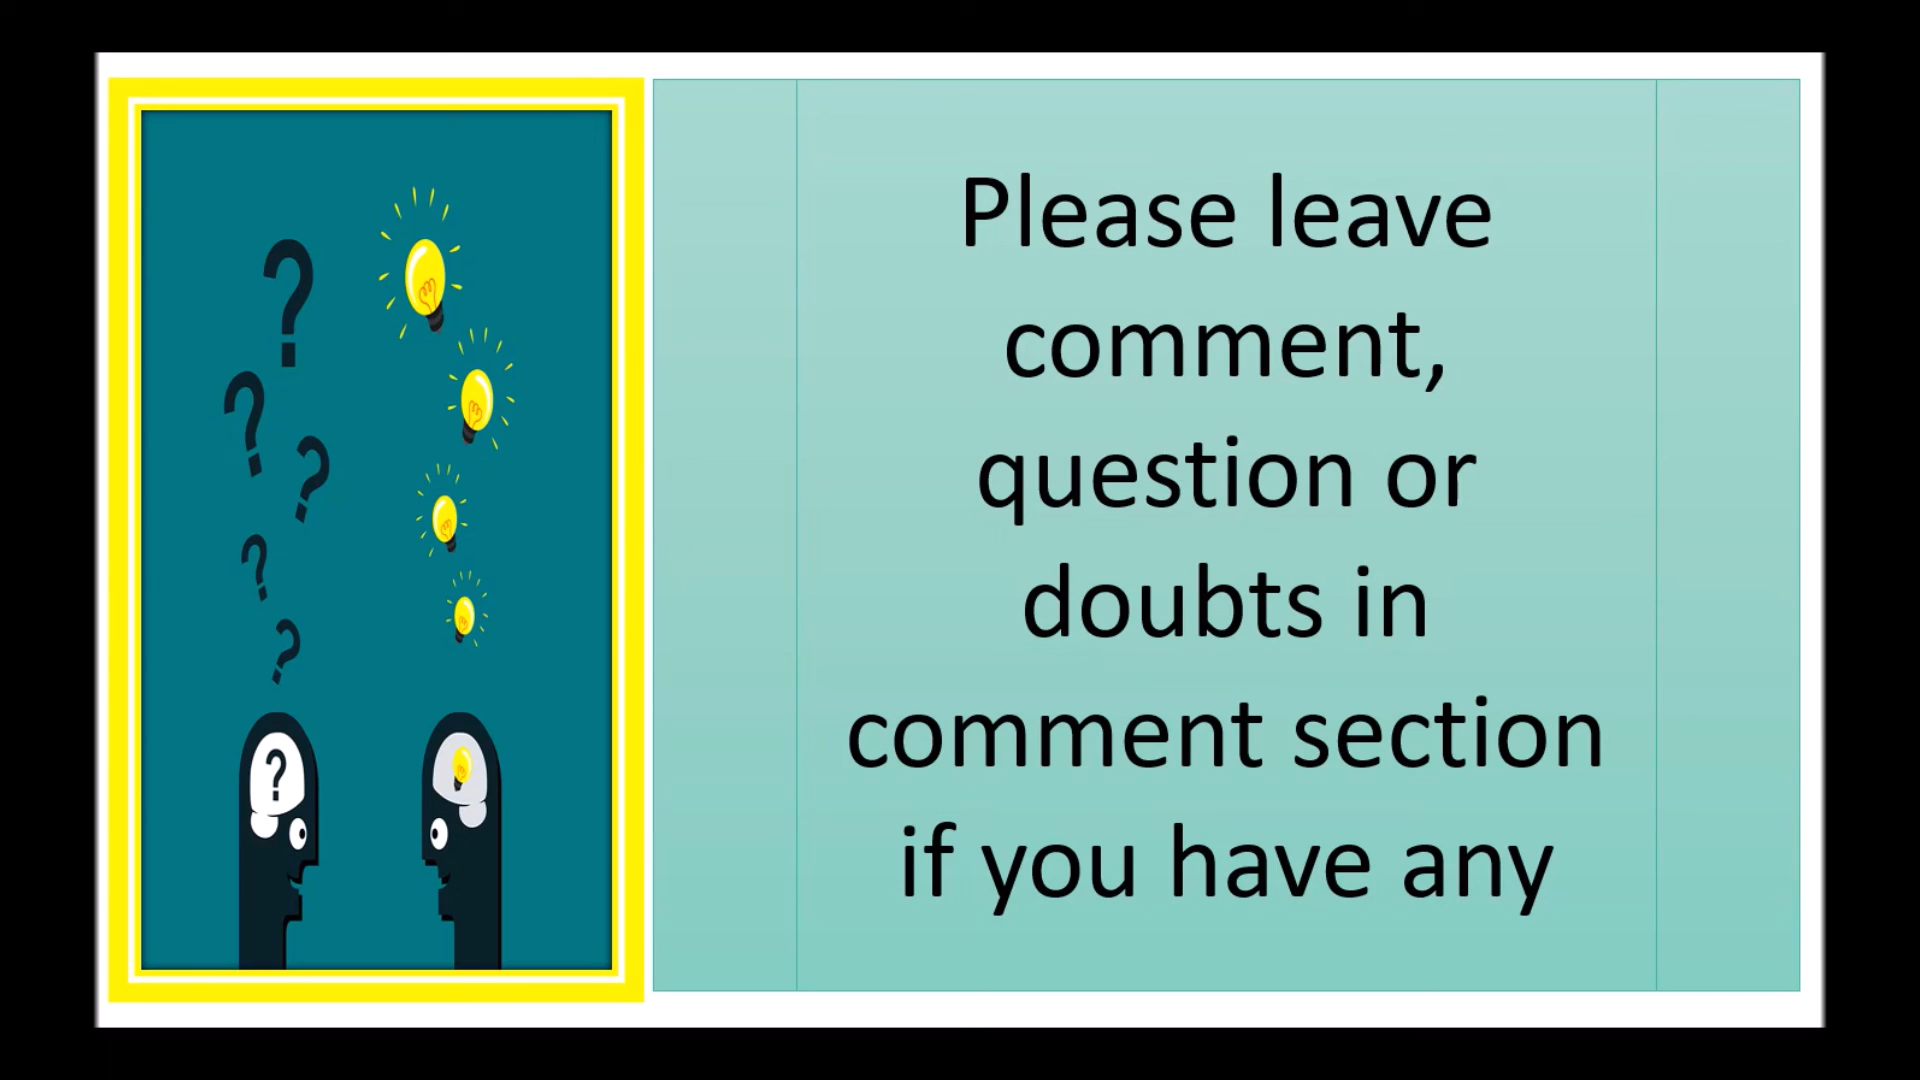 Please leave
comment,
question or
doubts in
comment section
if you have any